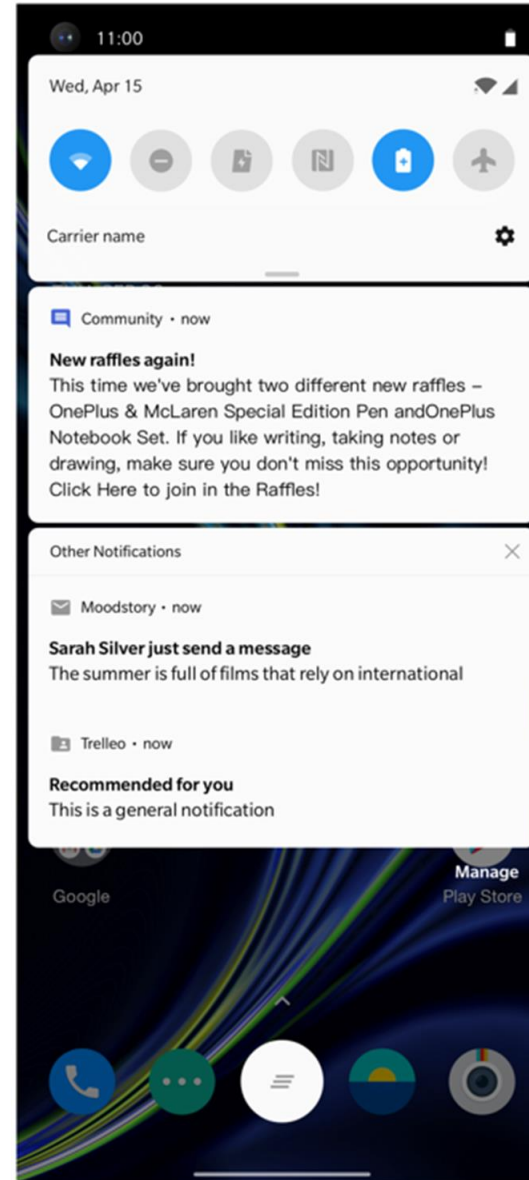 11:00
Wed, Apr 15
Carrier name
Community • now
New raffles again!
This time we've brought two different new raffles –
OnePlus & McLaren Special Edition Pen andOnePlus
Notebook Set. If you like writing, taking notes or
drawing, make sure you don't miss this opportunity!
Click Here to join in the Raffles!
Other Notifications
Moodstory • now
Sarah Silver just send a message
The summer is full of films that rely on international
Trelleo • now
Recommended for you
This is a general notification
Manage
Google
Play Store